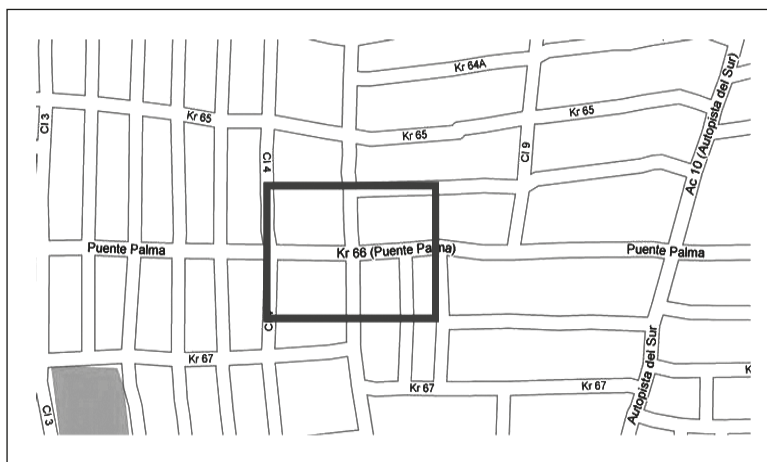 Kr 64A
Ac 10 (Autopista del Sur)
Cl 3
Kr 65
Kr 65
Kr 65
Cl 9
Cl 4
Puente Palma
Kr 66 (Puente Palma)
Puente Palma
Kr 67
Autopista del Sur
Kr 67
Kr 67
Cl 3